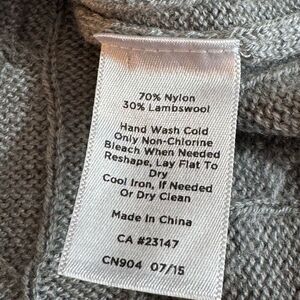 70% Nylon
30% Lambswool
Hand Wash Cold
Only Non-Chlorine
Bleach When Needed
Reshape, Lay Flat To
Dry
Cool Iron, If Needed
Or Dry Clean
Made In China
CA #23147
CN904 07/15